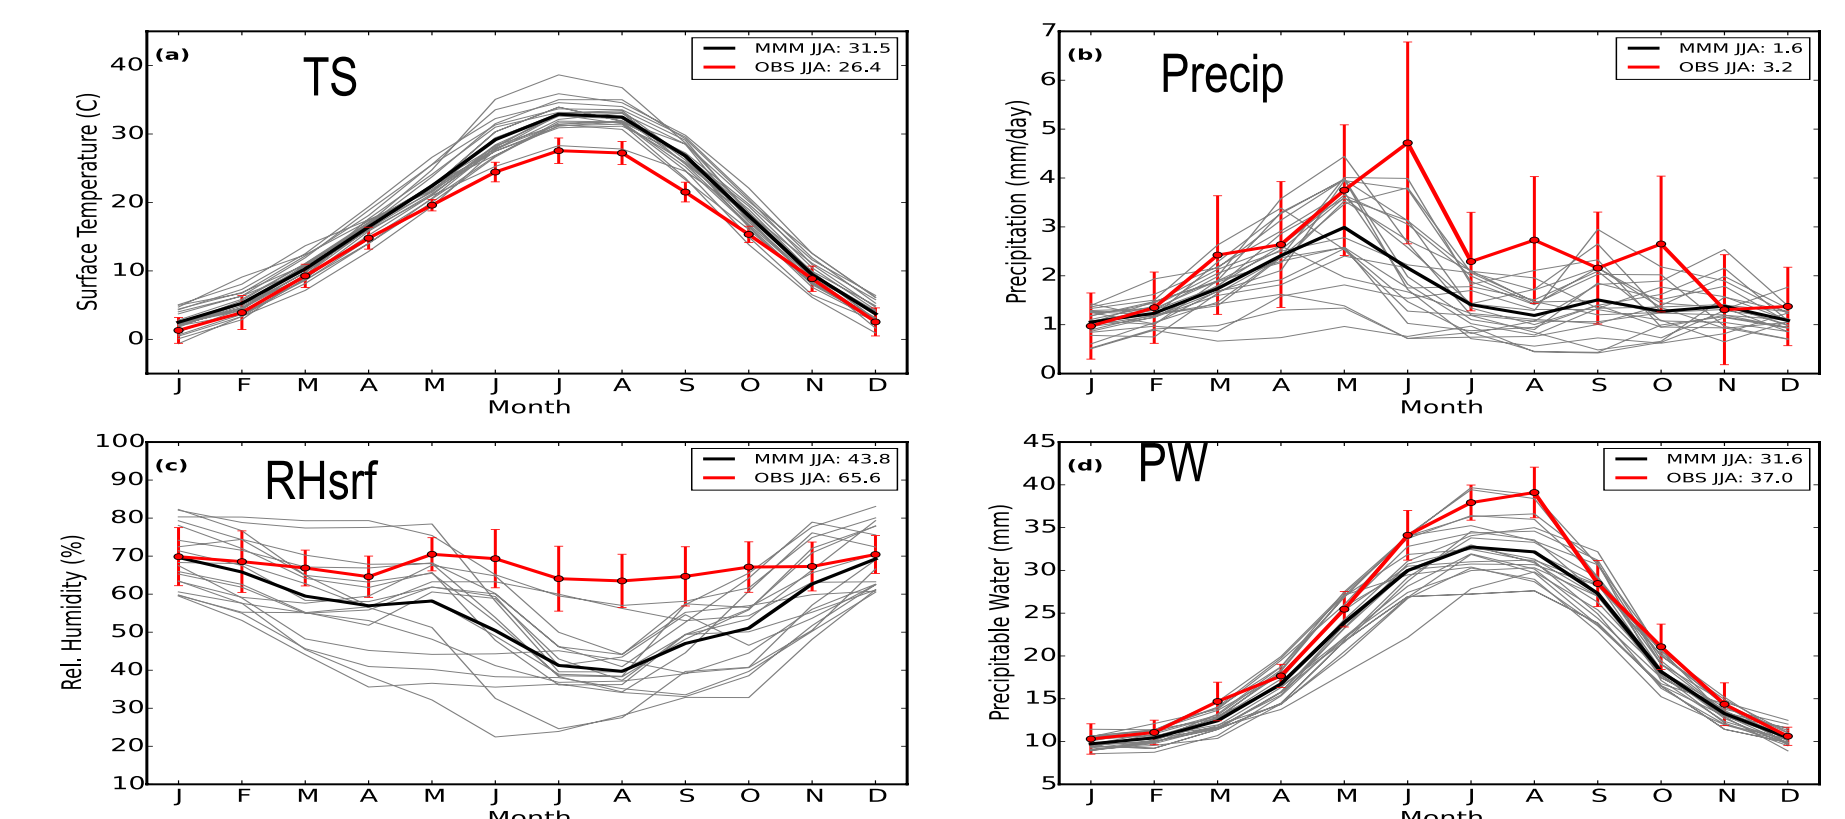 (a)
TS
MMM JJA: 31.5
OBS JJA: 26.4
Surface Temperature (C)
40
30
20
10
0
J F M A M J J A S O N D
Month
(b)
Precip
MMM JJA: 1.6
OBS JJA: 3.2
Precipitation (mm/day)
7
6
5
4
3
2
1
0
J F M A M J J A S O N D
Month
(c)
RHsrf
MMM JJA: 43.8
OBS JJA: 65.6
Rel. Humidity (%)
100
90
80
70
60
50
40
30
20
10
J F M A M J J A S O N D
Month
(d)
PW
MMM JJA: 31.6
OBS JJA: 37.0
Precipitable Water (mm)
45
40
35
30
25
20
15
10
5
J F M A M J J A S O N D
Month